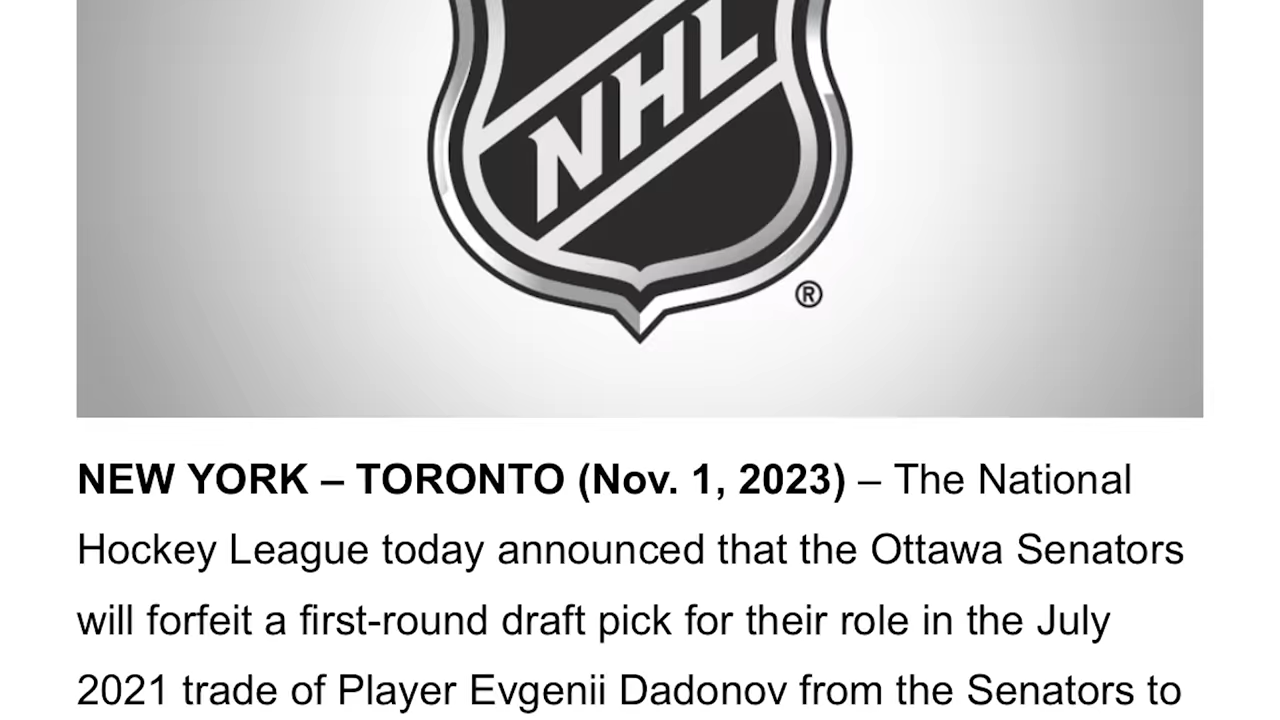 NHL
®
NEW YORK – TORONTO (Nov. 1, 2023) – The National
Hockey League today announced that the Ottawa Senators
will forfeit a first-round draft pick for their role in the July
2021 trade of Player Evgenii Dadonov from the Senators to